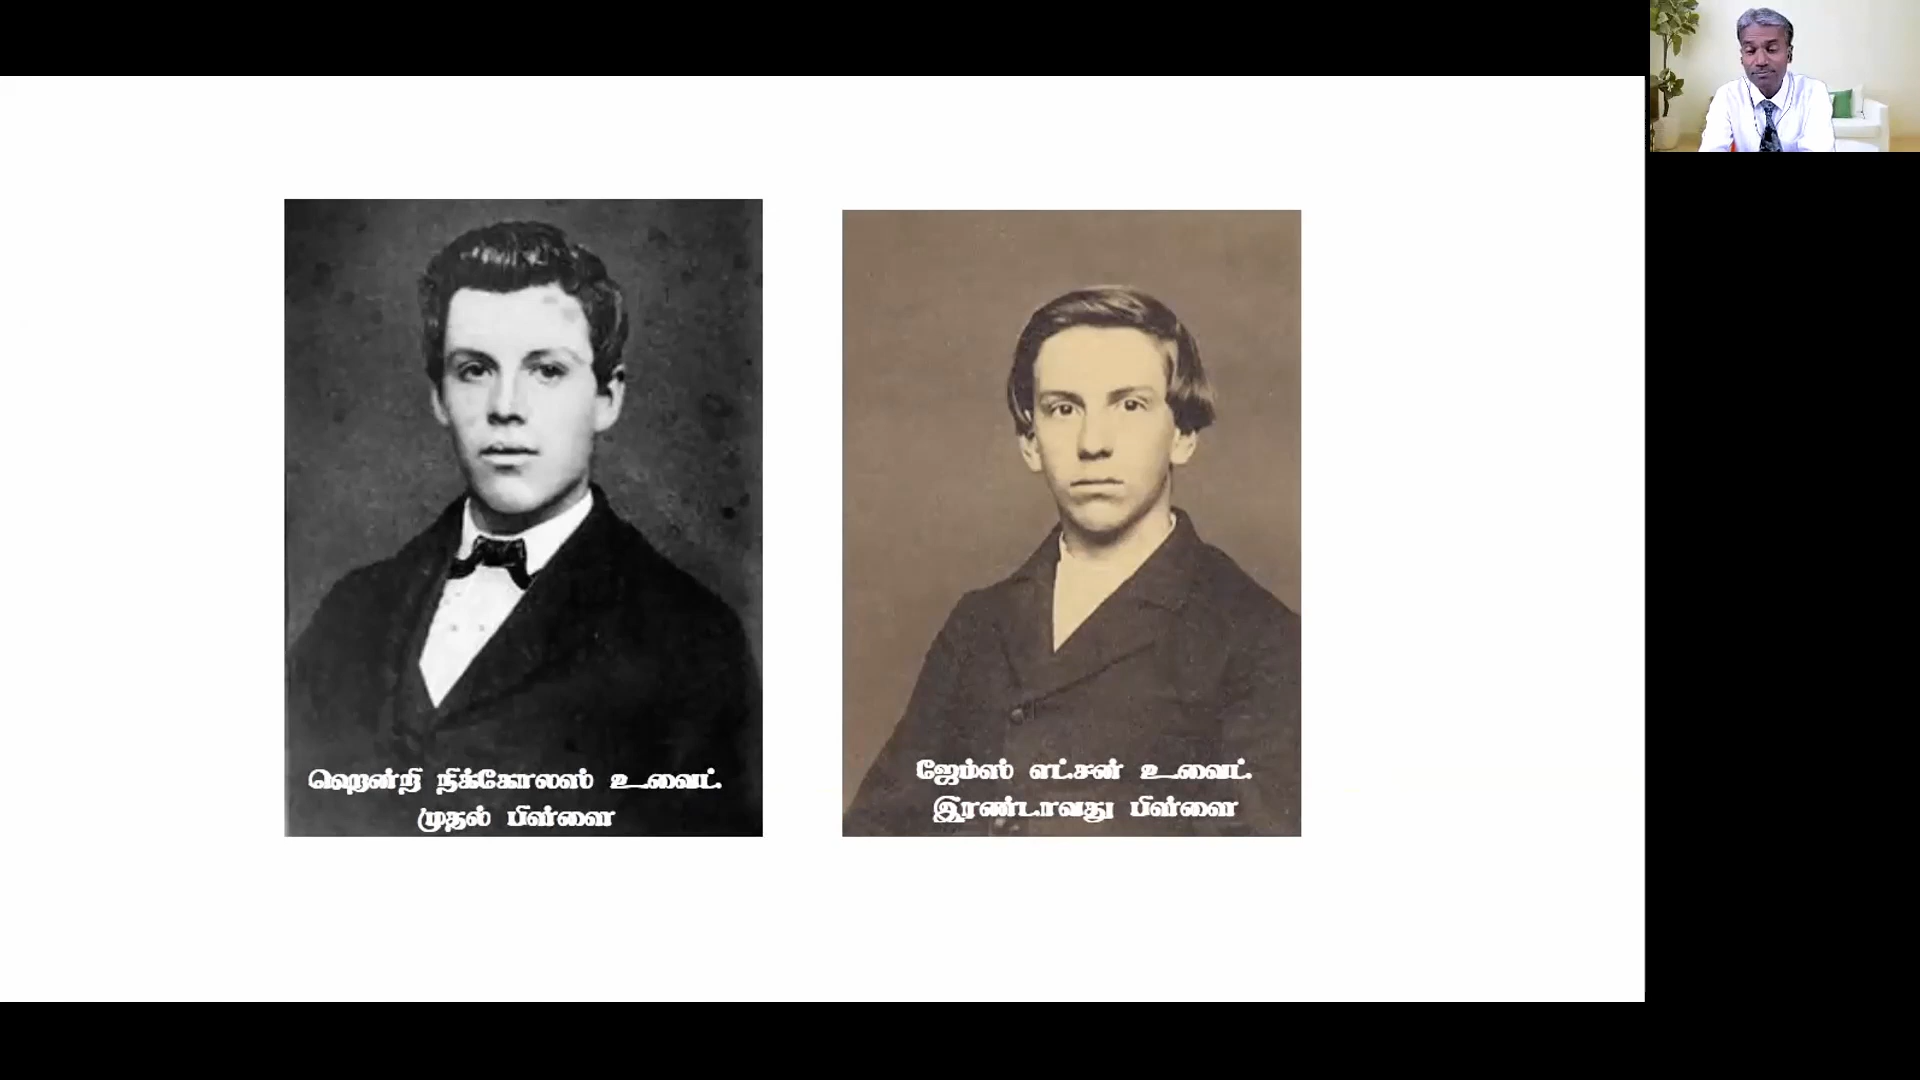 ஹென்றி நிக்கோலஸ் உவைட்.
முதல் பிள்ளை
ஜேம்ஸ் எட்சன் உவைட்.
இரண்டாவது பிள்ளை